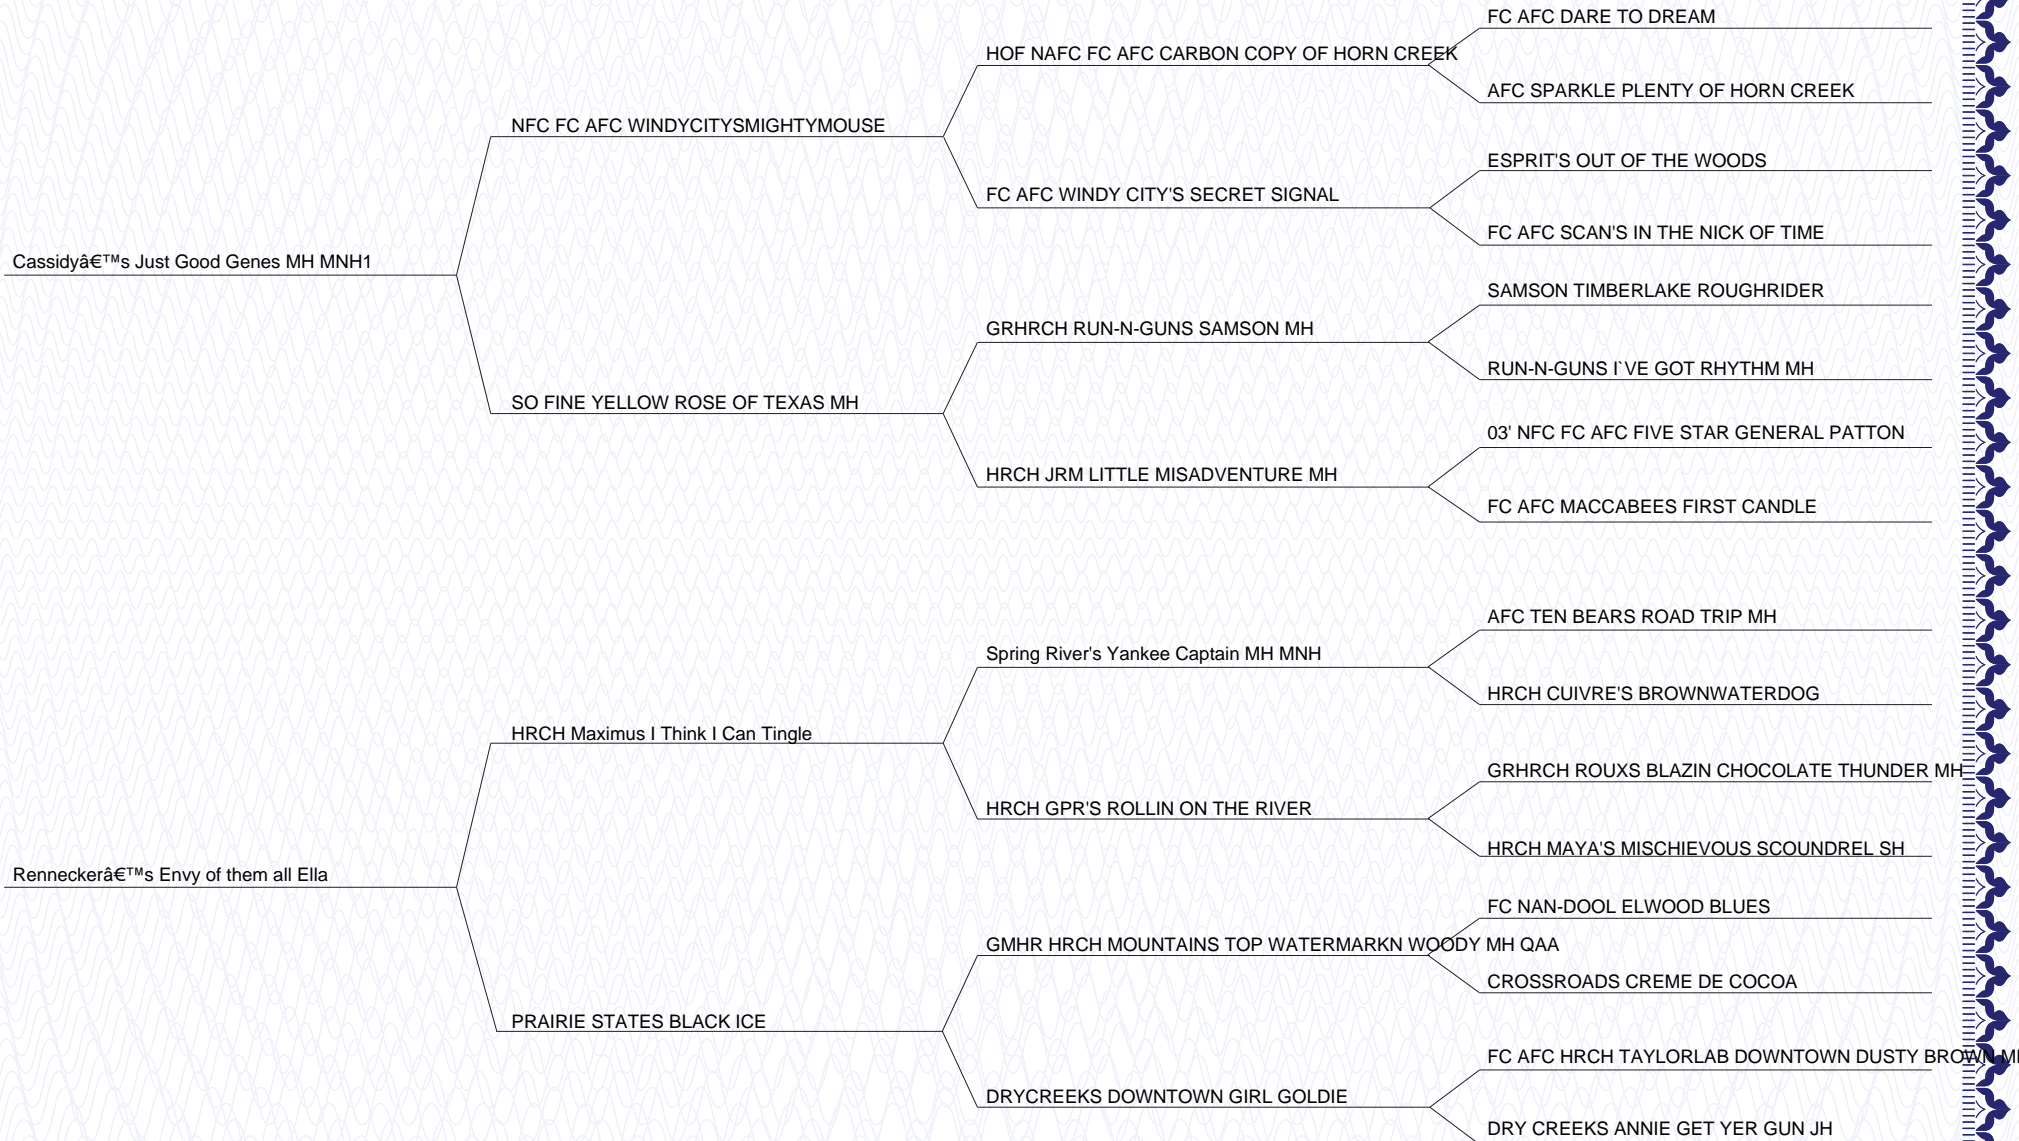 FC AFC DARE TO DREAM
HOF NAFC FC AFC CARBON COPY OF HORN CREEK
AFC SPARKLE PLENTY OF HORN CREEK
NFC FC AFC WINDYCITYSMIGHTYMOUSE
ESPRIT'S OUT OF THE WOODS
FC AFC WINDY CITY'S SECRET SIGNAL
FC AFC SCAN'S IN THE NICK OF TIME
Cassidyâ€™s Just Good Genes MH MNH1
SAMSON TIMBERLAKE ROUGHRIDER
GRHRCH RUN-N-GUNS SAMSON MH
RUN-N-GUNS I`VE GOT RHYTHM MH
SO FINE YELLOW ROSE OF TEXAS MH
03' NFC FC AFC FIVE STAR GENERAL PATTON
HRCH JRM LITTLE MISADVENTURE MH
FC AFC MACCABEES FIRST CANDLE
AFC TEN BEARS ROAD TRIP MH
Spring River's Yankee Captain MH MNH
HRCH CUIVRE'S BROWNWATERDOG
HRCH Maximus I Think I Can Tingle
GRHRCH ROUXS BLAZIN CHOCOLATE THUNDER MH
HRCH GPR'S ROLLIN ON THE RIVER
HRCH MAYA'S MISCHIEVOUS SCOUNDREL SH
Renneckerâ€™s Envy of them all Ella
FC NAN-DOOL ELWOOD BLUES
GMHR HRCH MOUNTAINS TOP WATERMARKN WOODY MH QAA
CROSSROADS CREME DE COCOA
PRAIRIE STATES BLACK ICE
FC AFC HRCH TAYLORLAB DOWNTOWN DUSTY BROWN
DRYCREEKS DOWNTOWN GIRL GOLDIE
DRY CREEKS ANNIE GET YER GUN JH